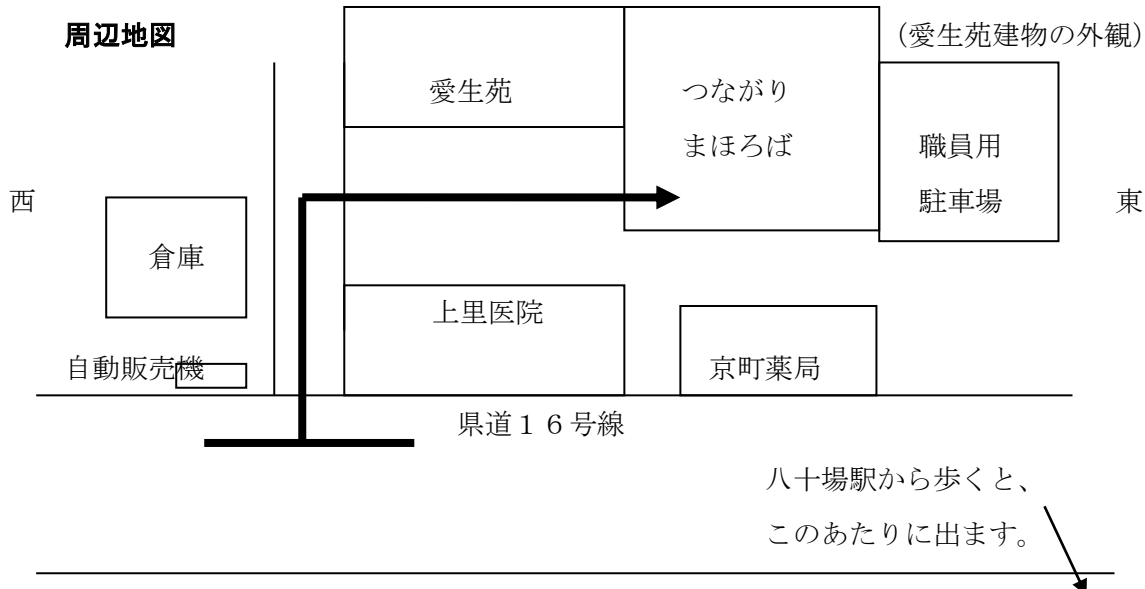 周辺地図
(愛生苑建物の外観)
愛生苑
つながり
まほろば
職員用
駐車場
西
東
倉庫
上里医院
自動販売機
京町薬局
県道16号線
八十場駅から歩くと、
このあたりに出ます。